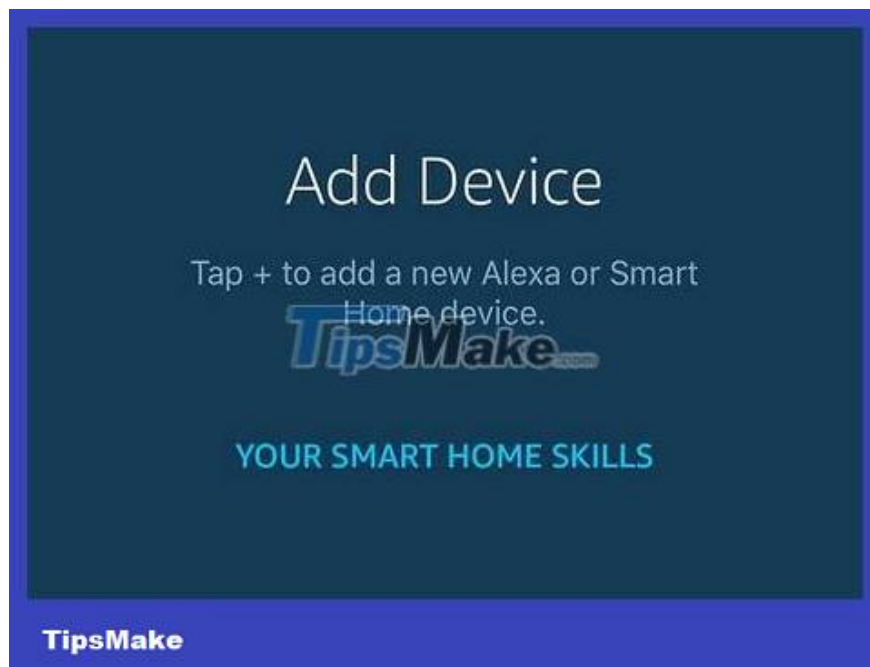 Add Device
Tap + to add a new Alexa or Smart
Home device.
TipsMake.com
YOUR SMART HOME SKILLS
TipsMake